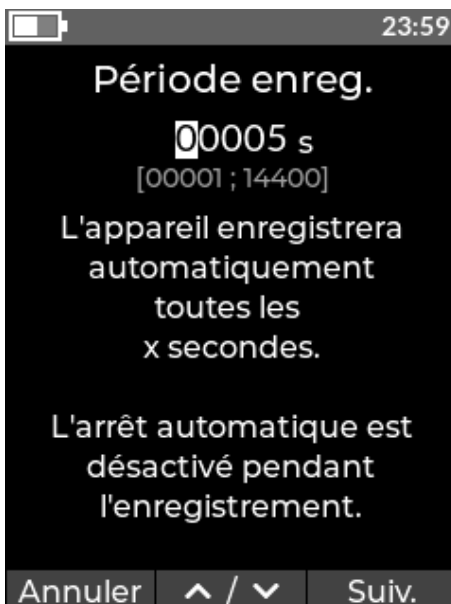 23:59
Période enreg.
00005 s
[00001 ; 14400]
L'appareil enregistrera
automatiquement
toutes les
x secondes.
L'arrêt automatique est
désactivé pendant
l'enregistrement.
Annuler / Suiv.